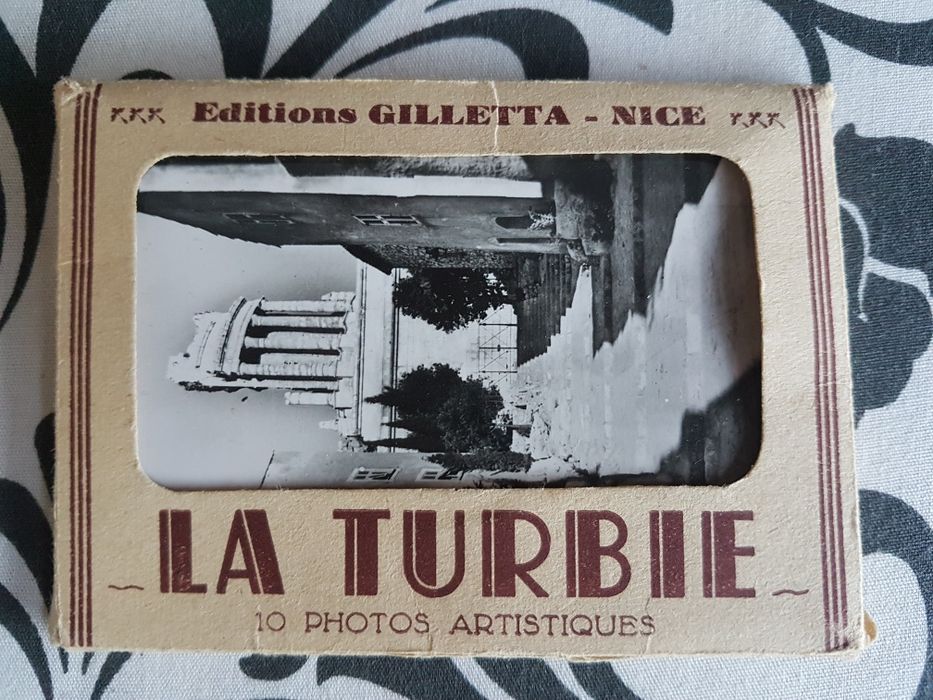 Editions GILLETTA - NICE
LA TURBIE
10 PHOTOS ARTISTIQUES